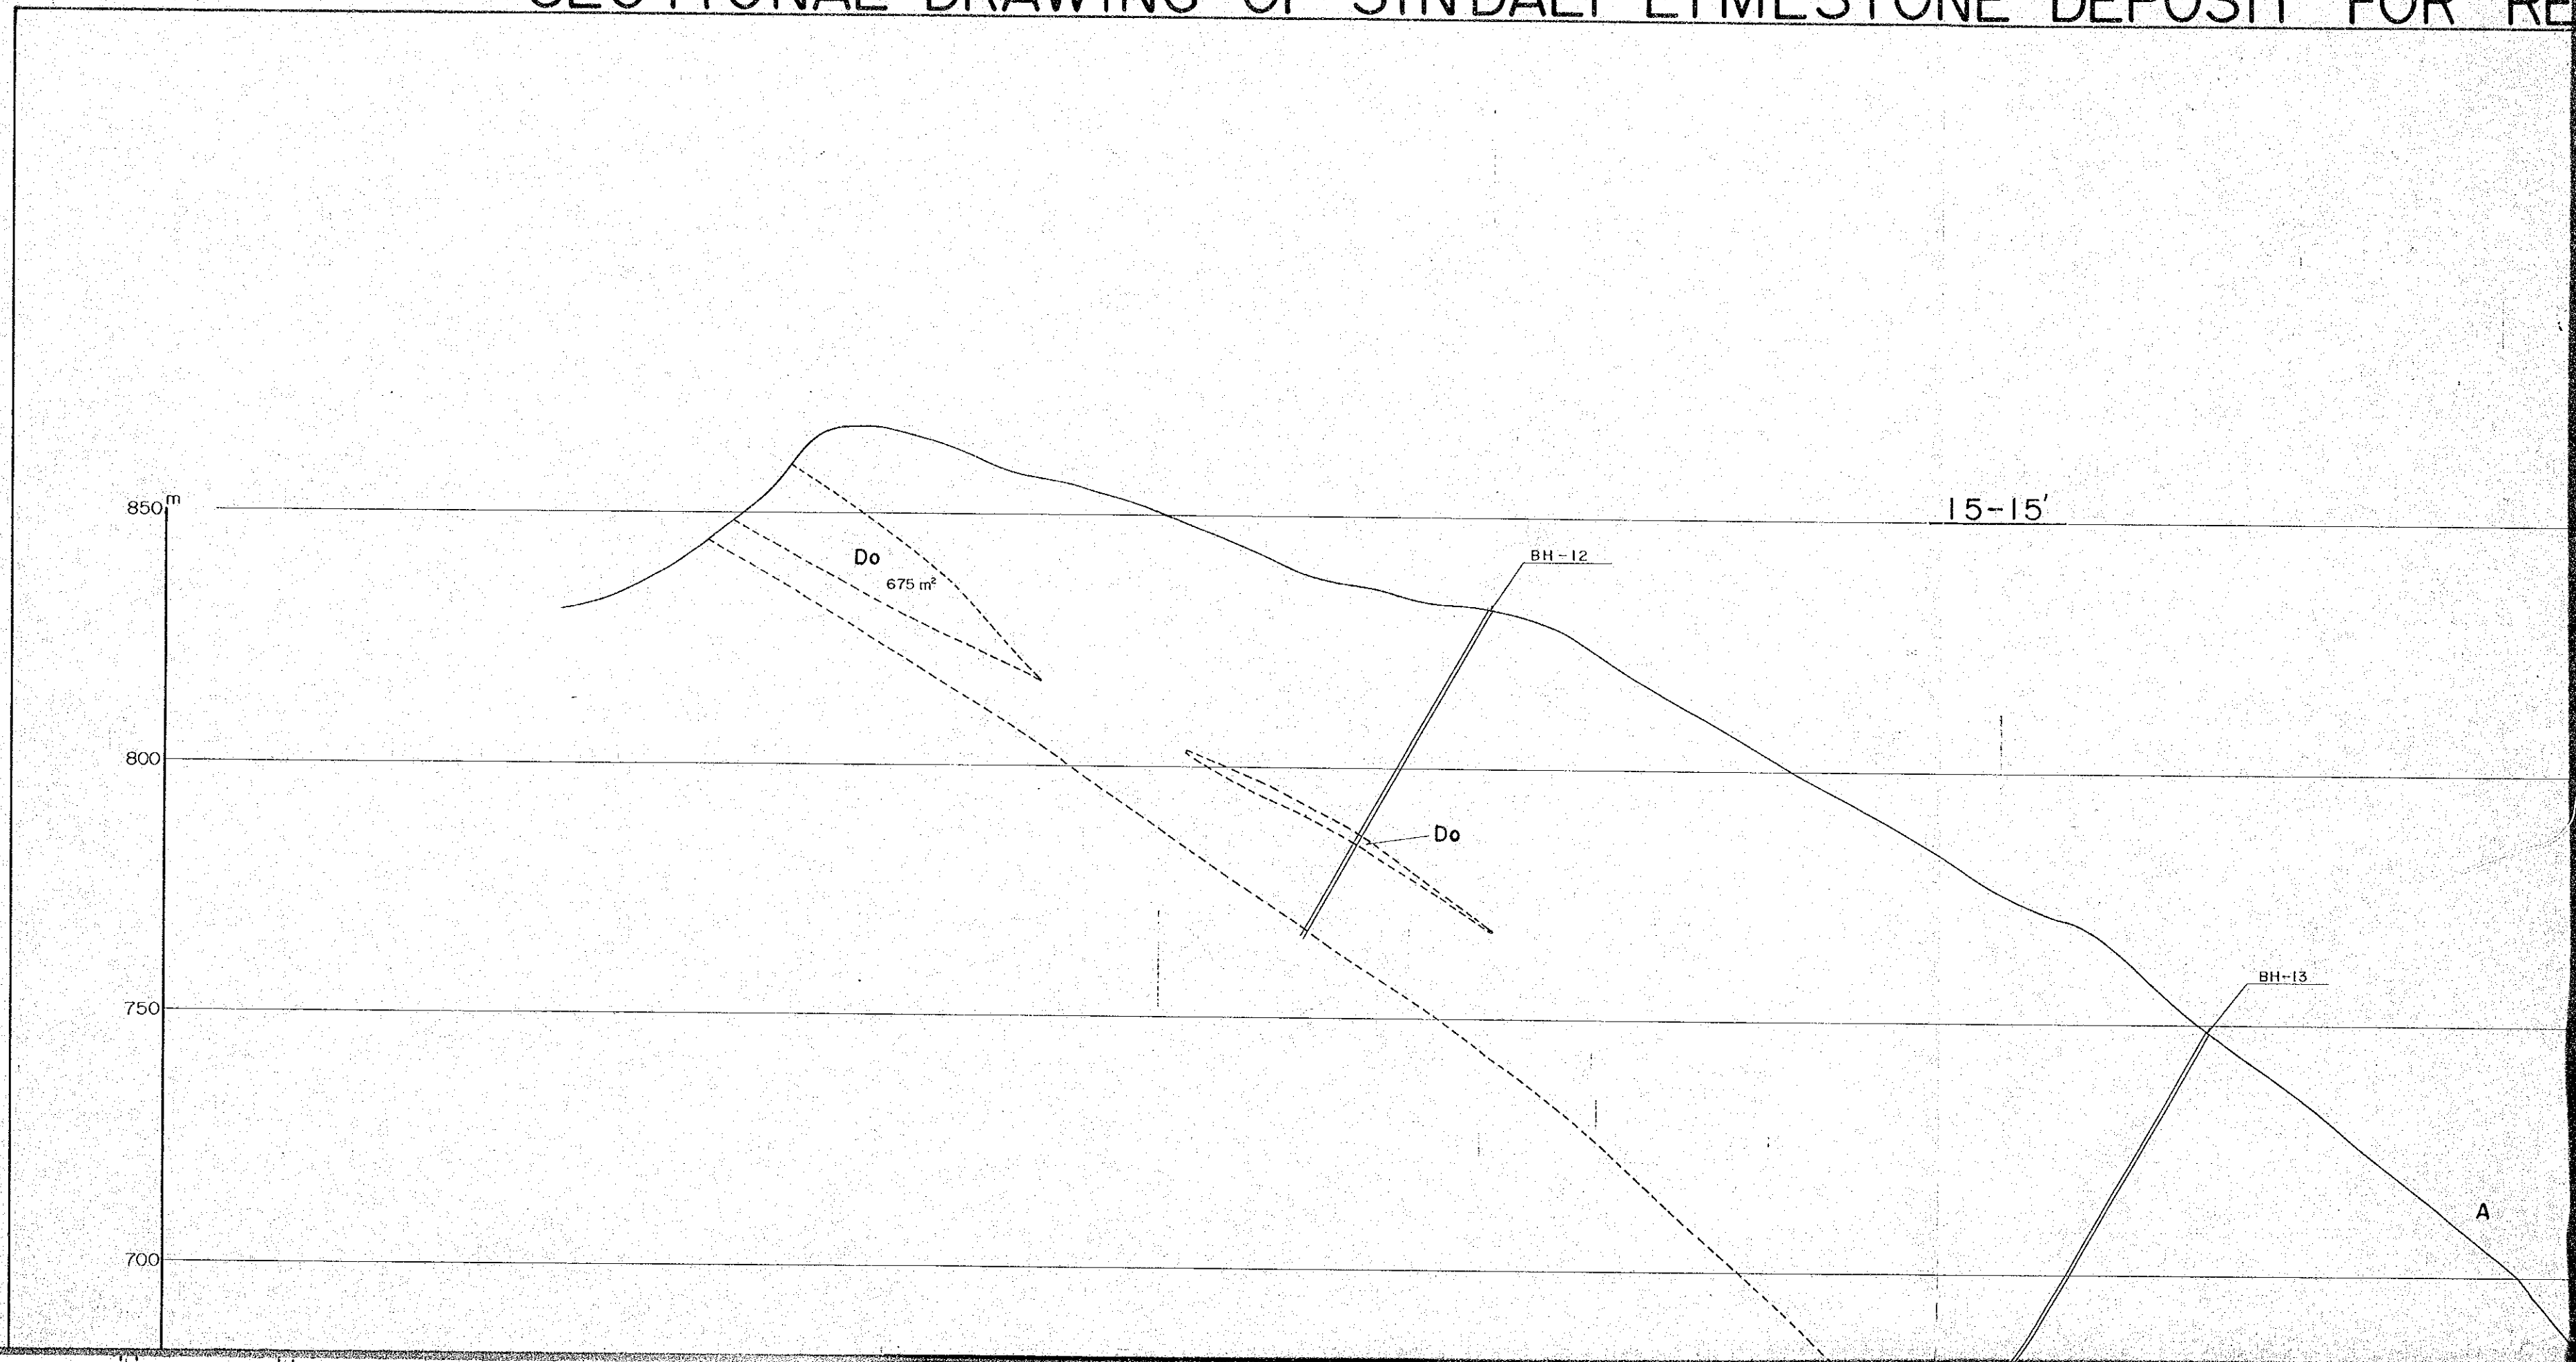 SECTIONAL DRAWING OF SINDALI LIMESTONE DEPOSIT FOR RE
850 m
15-15'
BH-12
Do
675 m²
800
Do
750
BH-13
A
700